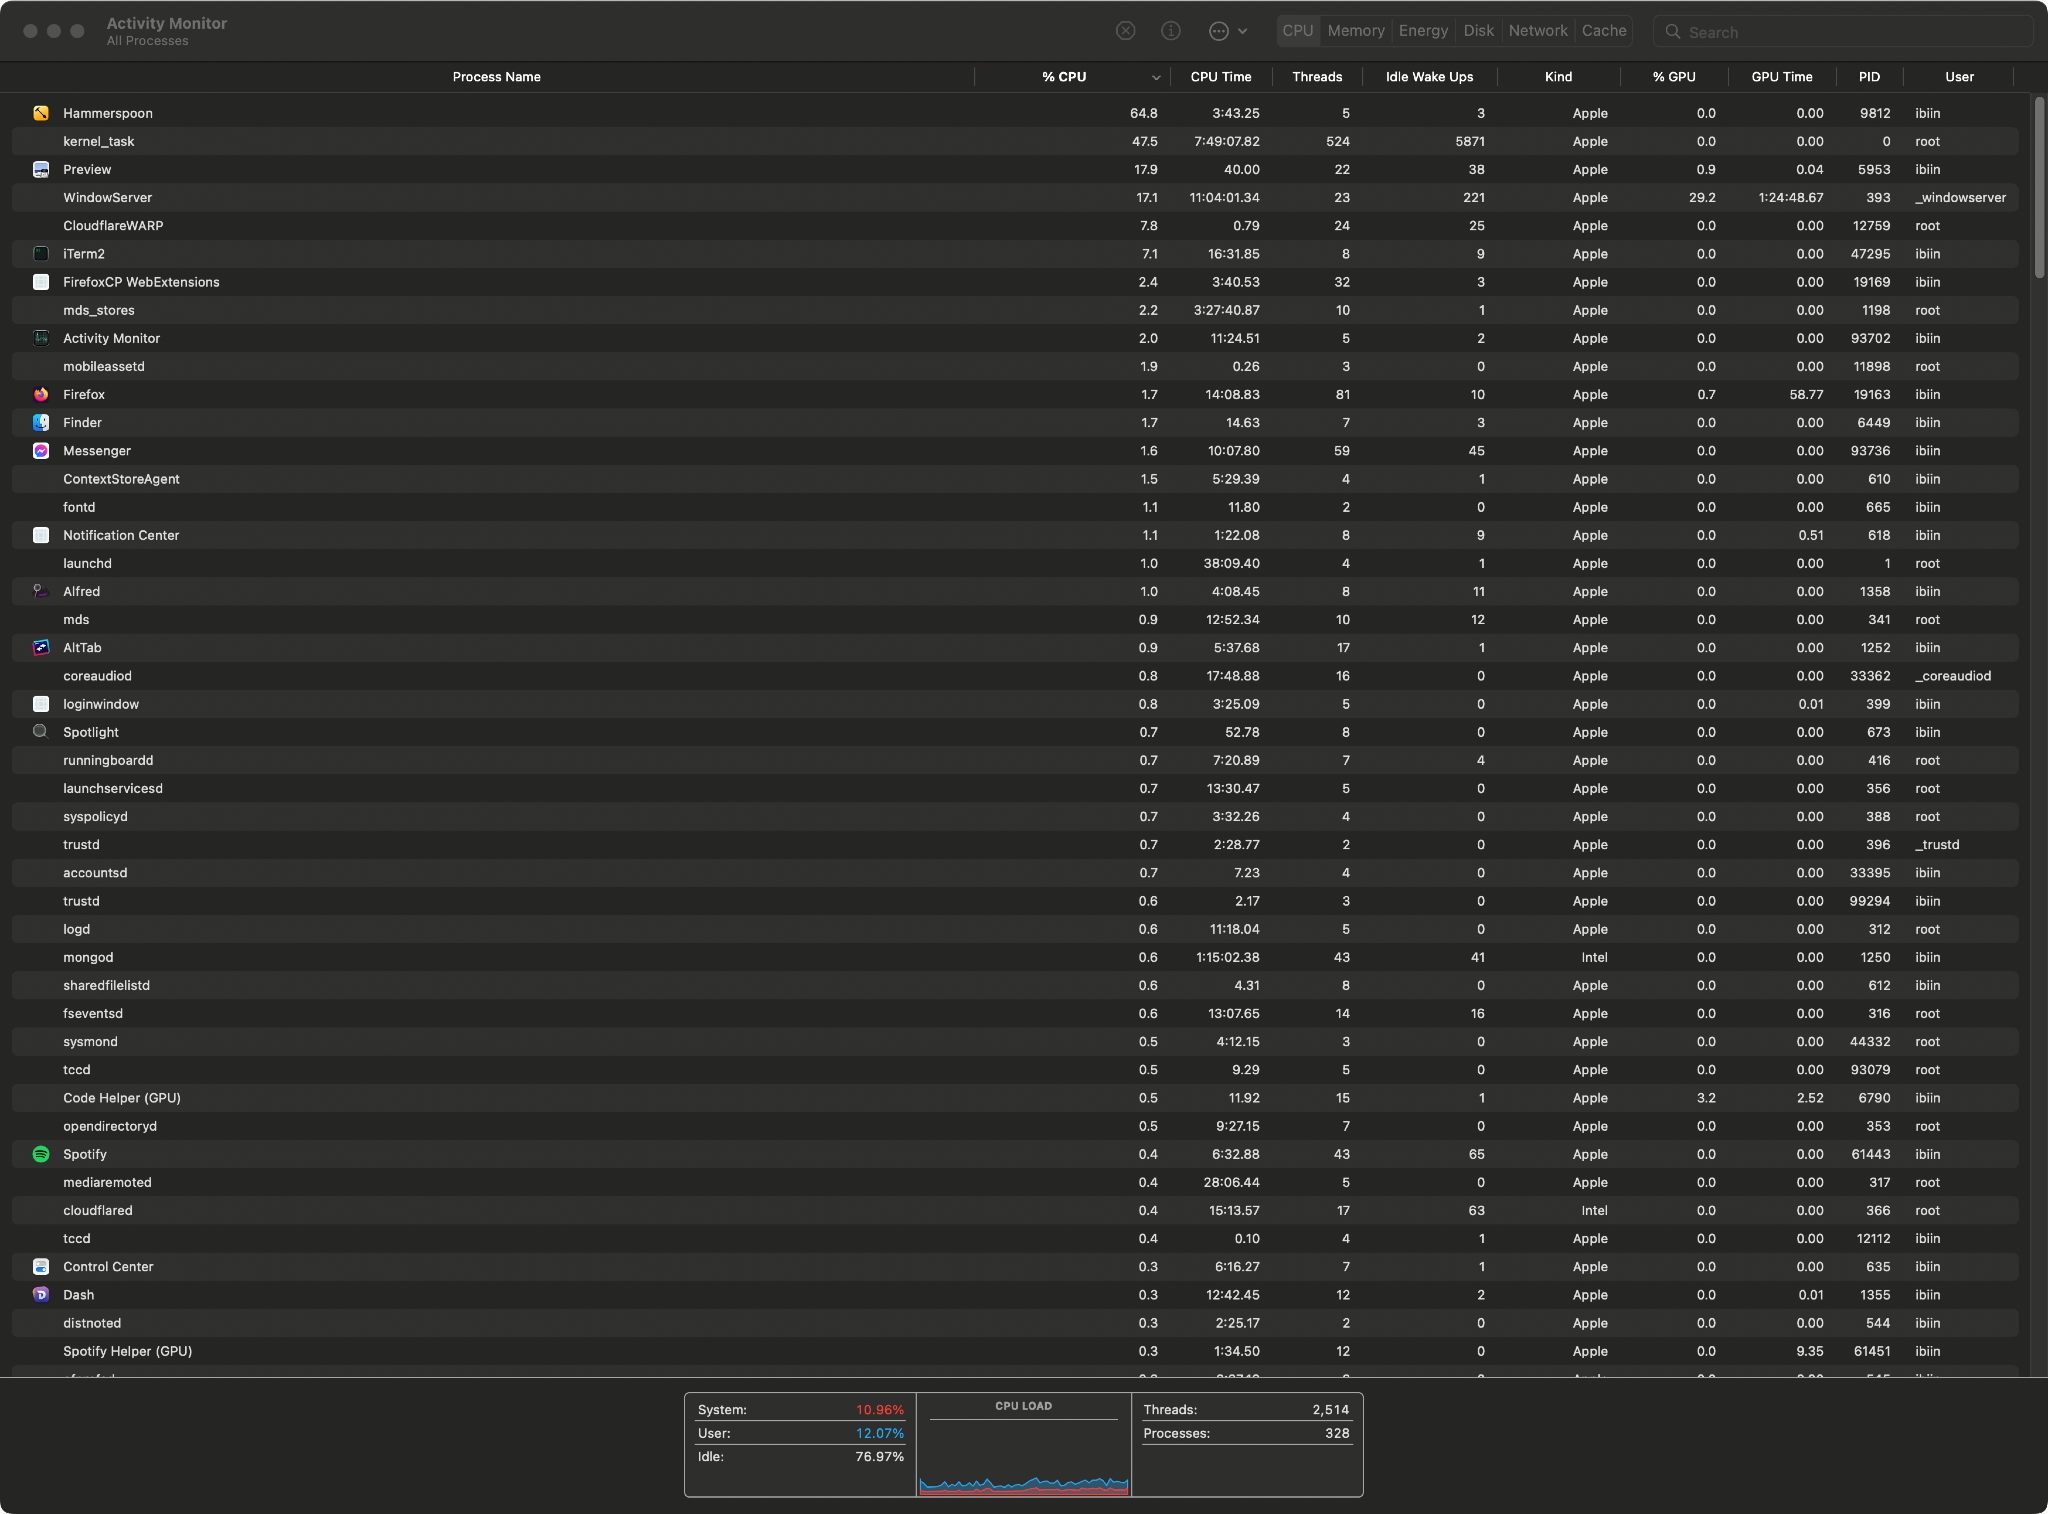 Activity Monitor
All Processes
CPU Memory Energy Disk Network Cache Search
Process Name % CPU CPU Time Threads Idle Wake Ups Kind % GPU GPU Time PID User
Hammerspoon 64.8 3:43.25 5 3 Apple 0.0 0.00 9812 ibiin
kernel_task 47.5 7:49:07.82 524 5871 Apple 0.0 0.00 0 root
Preview 17.9 40.00 22 38 Apple 0.9 0.04 5953 ibiin
WindowServer 17.1 11:04:01.34 23 221 Apple 29.2 1:24:48.67 393 _windowserver
CloudflareWARP 7.8 0.79 24 25 Apple 0.0 0.00 12759 root
iTerm2 7.1 16:31.85 8 9 Apple 0.0 0.00 47295 ibiin
FirefoxCP WebExtensions 2.4 3:40.53 32 3 Apple 0.0 0.00 19169 ibiin
mds_stores 2.2 3:27:40.87 10 1 Apple 0.0 0.00 1198 root
Activity Monitor 2.0 11:24.51 5 2 Apple 0.0 0.00 93702 ibiin
mobileassetd 1.9 0.26 3 0 Apple 0.0 0.00 11898 root
Firefox 1.7 14:08.83 81 10 Apple 0.7 58.77 19163 ibiin
Finder 1.7 14.63 7 3 Apple 0.0 0.00 6449 ibiin
Messenger 1.6 10:07.80 59 45 Apple 0.0 0.00 93736 ibiin
ContextStoreAgent 1.5 5:29.39 4 1 Apple 0.0 0.00 610 ibiin
fontd 1.1 11.80 2 0 Apple 0.0 0.00 665 ibiin
Notification Center 1.1 1:22.08 8 9 Apple 0.0 0.51 618 ibiin
launchd 1.0 38:09.40 4 1 Apple 0.0 0.00 1 root
Alfred 1.0 4:08.45 8 11 Apple 0.0 0.00 1358 ibiin
mds 0.9 12:52.34 10 12 Apple 0.0 0.00 341 root
AltTab 0.9 5:37.68 17 1 Apple 0.0 0.00 1252 ibiin
coreaudiod 0.8 17:48.88 16 0 Apple 0.0 0.00 33362 _coreaudiod
loginwindow 0.8 3:25.09 5 0 Apple 0.0 0.01 399 ibiin
Spotlight 0.7 52.78 8 0 Apple 0.0 0.00 673 ibiin
runningboardd 0.7 7:20.89 7 4 Apple 0.0 0.00 416 root
launchservicesd 0.7 13:30.47 5 0 Apple 0.0 0.00 356 root
syspolicyd 0.7 3:32.26 4 0 Apple 0.0 0.00 388 root
trustd 0.7 2:28.77 2 0 Apple 0.0 0.00 396 _trustd
accountsd 0.7 7.23 4 0 Apple 0.0 0.00 33395 ibiin
trustd 0.6 2.17 3 0 Apple 0.0 0.00 99294 ibiin
logd 0.6 11:18.04 5 0 Apple 0.0 0.00 312 root
mongod 0.6 1:15:02.38 43 41 Intel 0.0 0.00 1250 ibiin
sharedfilelistd 0.6 4.31 8 0 Apple 0.0 0.00 612 ibiin
fseventsd 0.6 13:07.65 14 16 Apple 0.0 0.00 316 root
sysmond 0.5 4:12.15 3 0 Apple 0.0 0.00 44332 root
tccd 0.5 9.29 5 0 Apple 0.0 0.00 93079 root
Code Helper (GPU) 0.5 11.92 15 1 Apple 3.2 2.52 6790 ibiin
opendirectoryd 0.5 9:27.15 7 0 Apple 0.0 0.00 353 root
Spotify 0.4 6:32.88 43 65 Apple 0.0 0.00 61443 ibiin
mediaremoted 0.4 28:06.44 5 0 Apple 0.0 0.00 317 root
cloudflared 0.4 15:13.57 17 63 Intel 0.0 0.00 366 root
tccd 0.4 0.10 4 1 Apple 0.0 0.00 12112 ibiin
Control Center 0.3 6:16.27 7 1 Apple 0.0 0.00 635 ibiin
Dash 0.3 12:42.45 12 2 Apple 0.0 0.01 1355 ibiin
distnoted 0.3 2:25.17 2 0 Apple 0.0 0.00 544 ibiin
Spotify Helper (GPU) 0.3 1:34.50 12 0 Apple 0.0 9.35 61451 ibiin
System: 10.96%
User: 12.07%
Idle: 76.97%
CPU LOAD
Threads: 2,514
Processes: 328